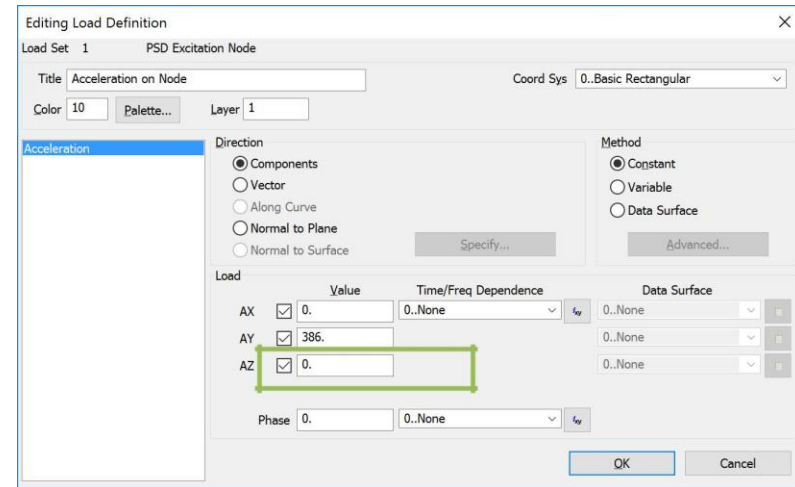 Editing Load Definition
Load Set 1 PSD Excitation Node
Title Acceleration on Node Coord Sys 0..Basic Rectangular
Color 10 Palette... Layer 1
Acceleration
Direction
Components
Vector
Along Curve
Normal to Plane
Normal to Surface
Specify...
Method
Constant
Variable
Data Surface
Advanced...
Load
Value Time/Freq Dependence Data Surface
AX 0. 0..None 0..None
AY 386. 0..None
AZ 0. 0..None
Phase 0. 0..None
OK Cancel